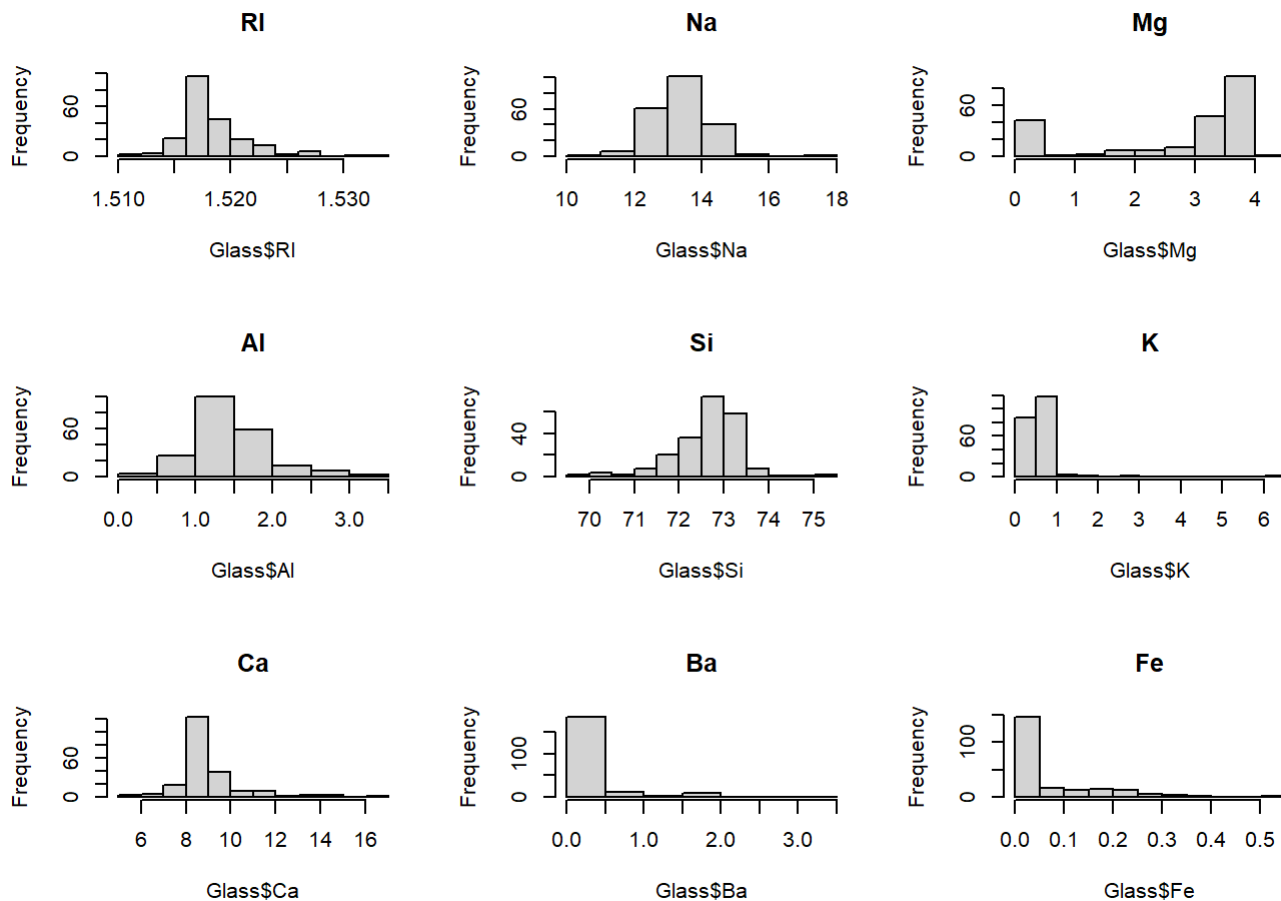 RI
Frequency
0 60
1.510 1.520 1.530
Glass$RI
Na
Frequency
0 60
10 12 14 16 18
Glass$Na
Mg
Frequency
0 60
0 1 2 3 4
Glass$Mg
Al
Frequency
0 60
0.0 1.0 2.0 3.0
Glass$Al
Si
Frequency
0 40
70 71 72 73 74 75
Glass$Si
K
Frequency
0 60
0 1 2 3 4 5 6
Glass$K
Ca
Frequency
0 60
6 8 10 12 14 16
Glass$Ca
Ba
Frequency
0 100
0.0 1.0 2.0 3.0
Glass$Ba
Fe
Frequency
0 100
0.0 0.1 0.2 0.3 0.4 0.5
Glass$Fe